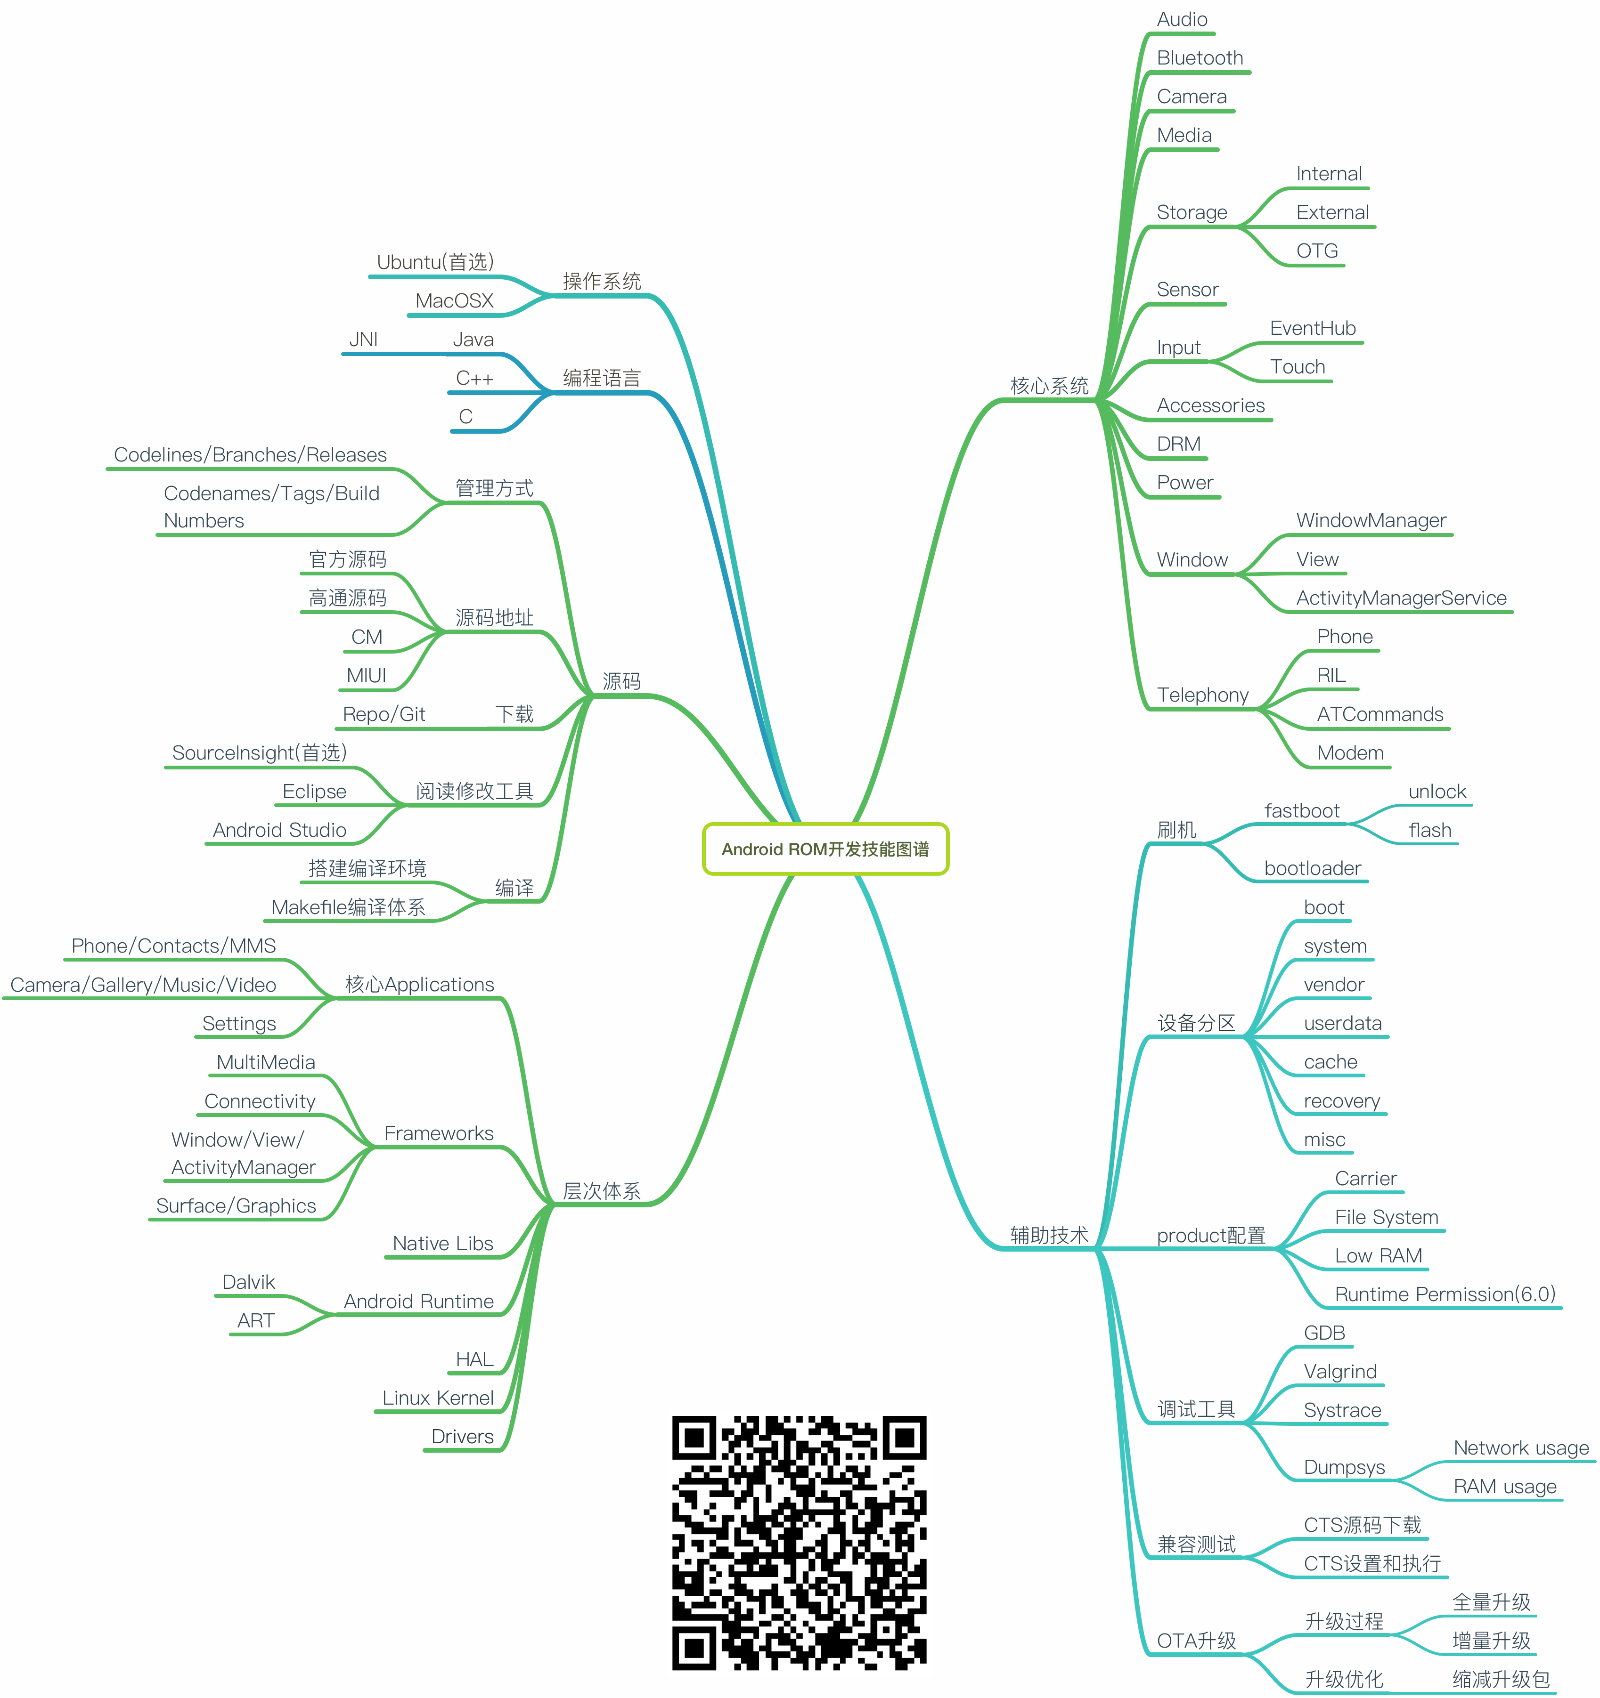 Android ROM开发技能图谱
操作系统
Ubuntu(首选)
MacOSX
编程语言
Java
JNI
C++
C
源码
管理方式
Codelines/Branches/Releases
Codenames/Tags/Build
Numbers
源码地址
官方源码
高通源码
CM
MIUI
下载
Repo/Git
阅读修改工具
SourceInsight(首选)
Eclipse
Android Studio
编译
搭建编译环境
Makefile编译体系
层次体系
核心Applications
Phone/Contacts/MMS
Camera/Gallery/Music/Video
Settings
Frameworks
MultiMedia
Connectivity
Window/View/
ActivityManager
Surface/Graphics
Native Libs
Android Runtime
Dalvik
ART
HAL
Linux Kernel
Drivers
核心系统
Audio
Bluetooth
Camera
Media
Storage
Internal
External
OTG
Sensor
Input
EventHub
Touch
Accessories
DRM
Power
Window
WindowManager
View
ActivityManagerService
Telephony
Phone
RIL
ATCommands
Modem
辅助技术
刷机
fastboot
unlock
flash
bootloader
设备分区
boot
system
vendor
userdata
cache
recovery
misc
product配置
Carrier
File System
Low RAM
Runtime Permission(6.0)
调试工具
GDB
Valgrind
Systrace
Dumpsys
Network usage
RAM usage
兼容测试
CTS源码下载
CTS设置和执行
OTA升级
升级过程
全量升级
增量升级
升级优化
缩减升级包